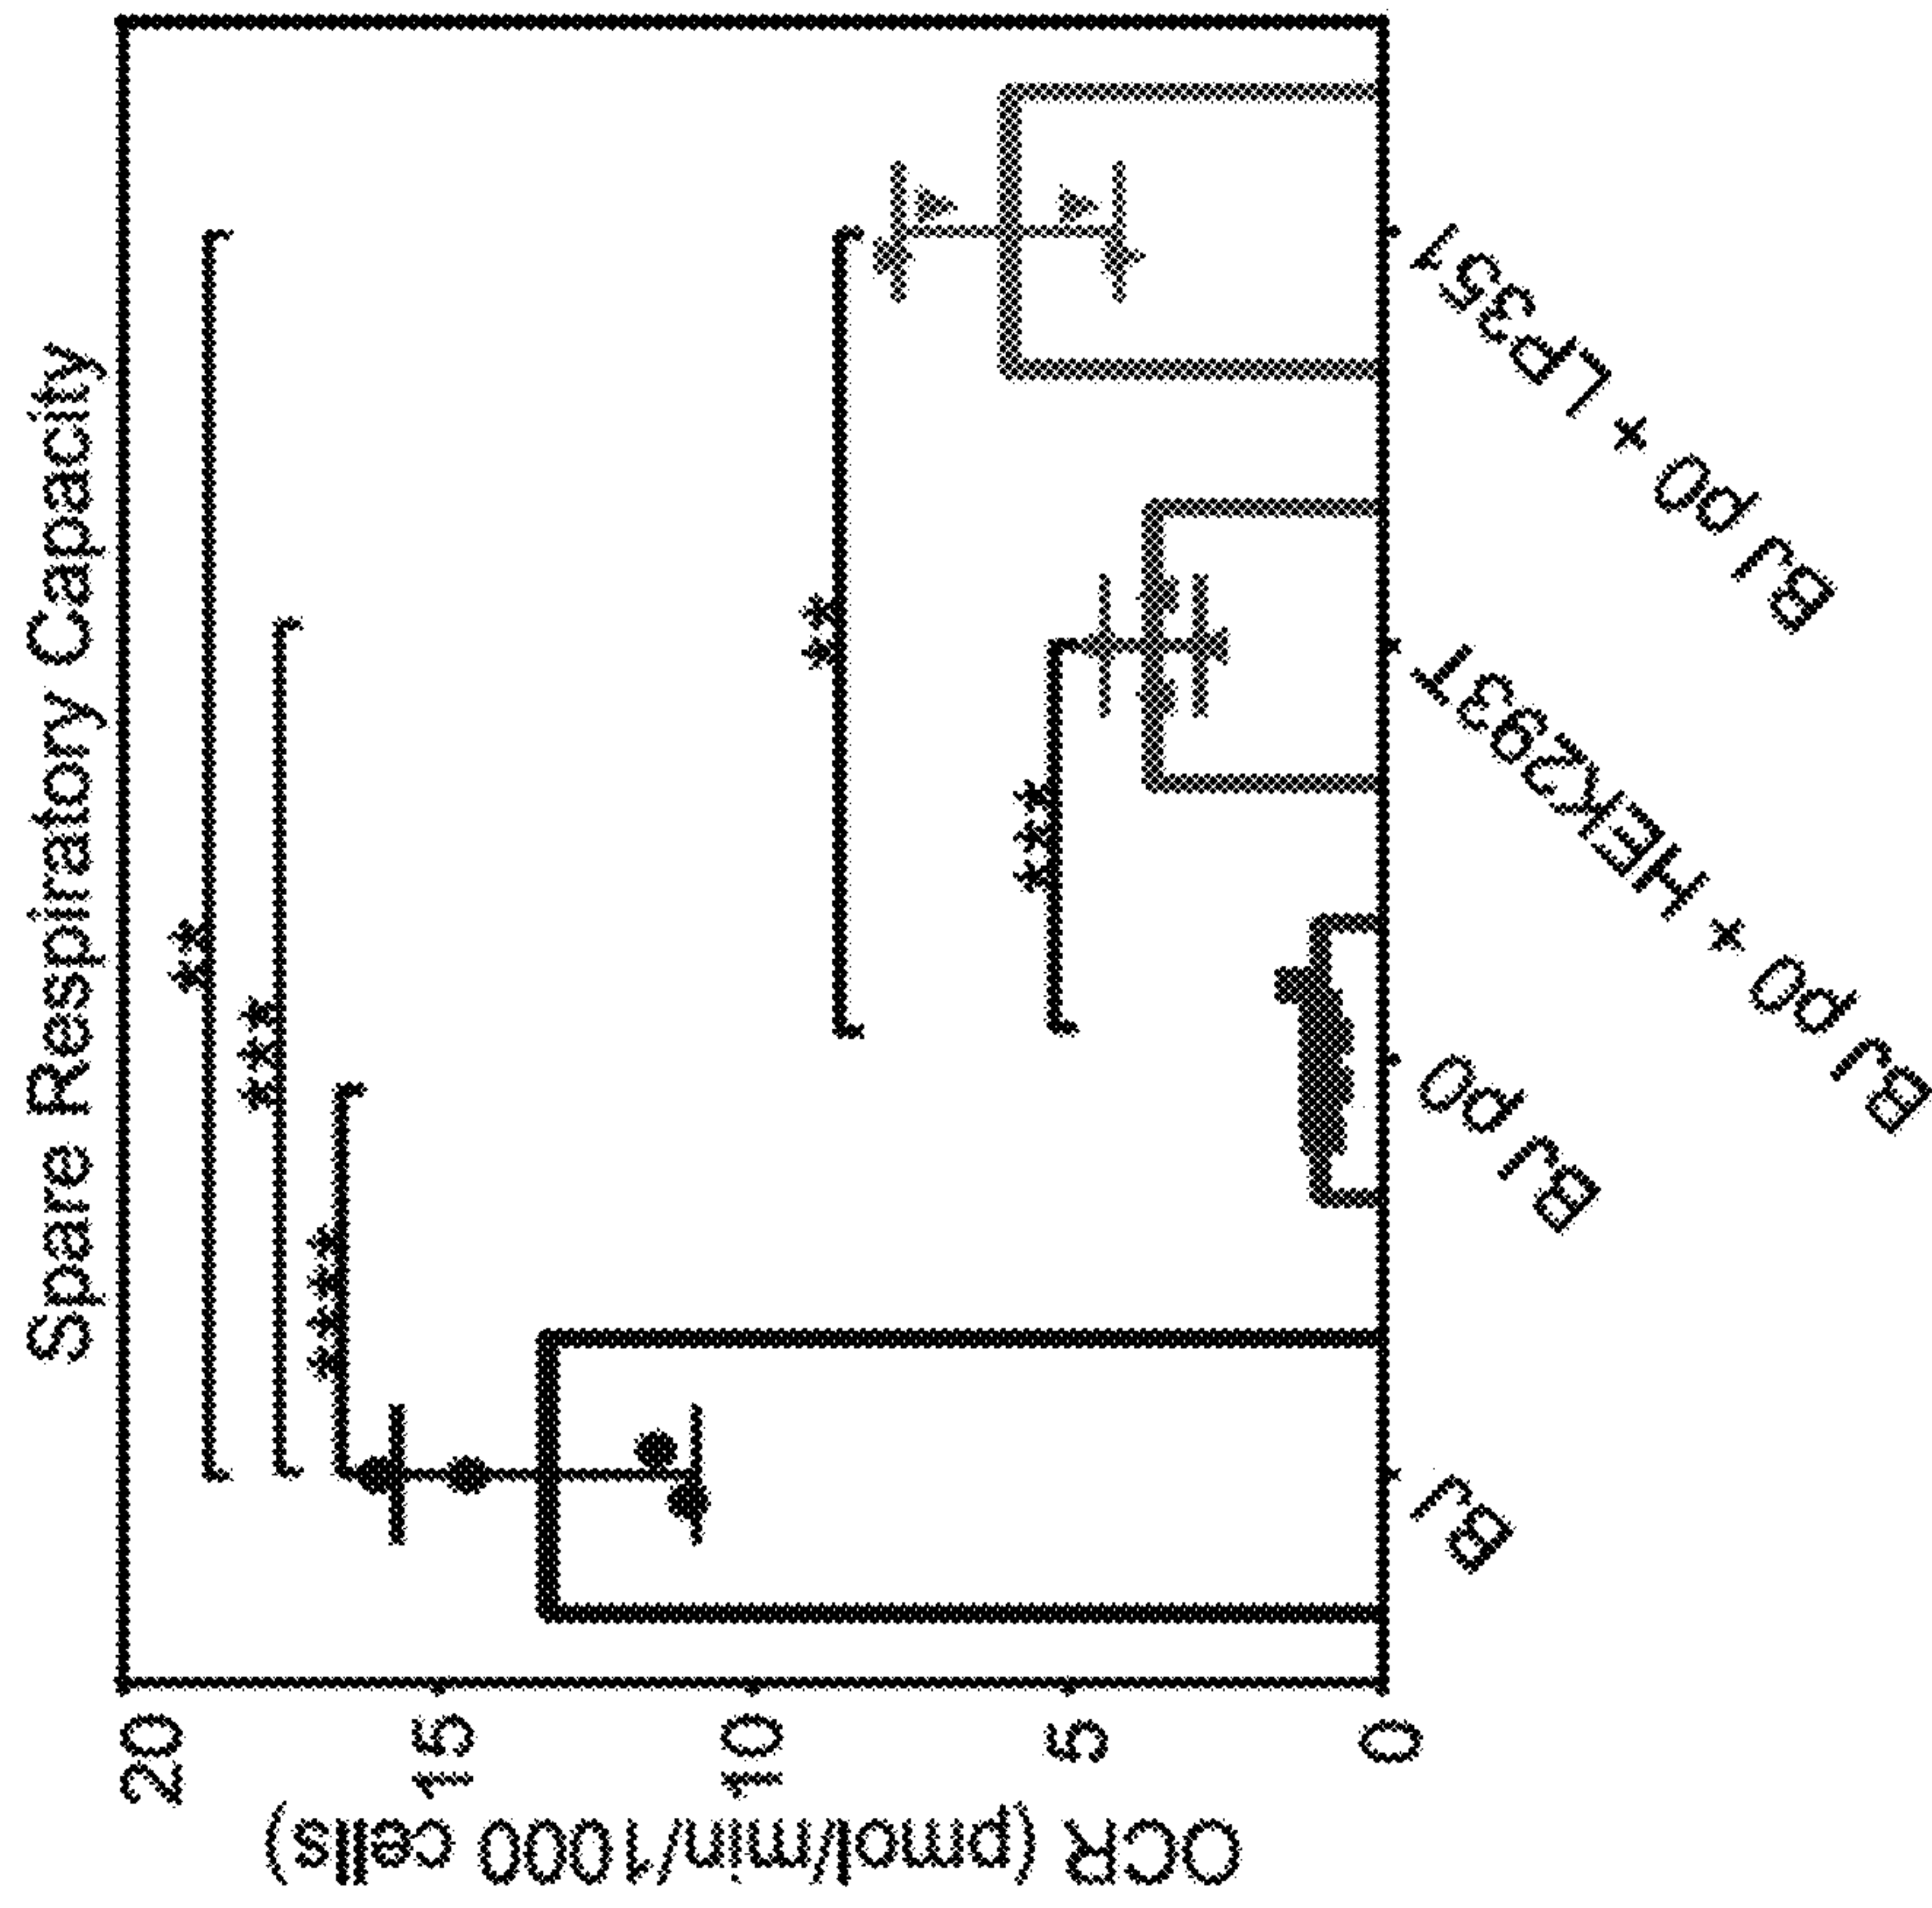 Spare Respiratory Capacity
OCR (pmol/min/1000 cells)
20
15
10
5
0
**
***
****
**
***
BJ
BJ ρ0
BJ ρ0 + HEK293T
BJ ρ0 + LP351